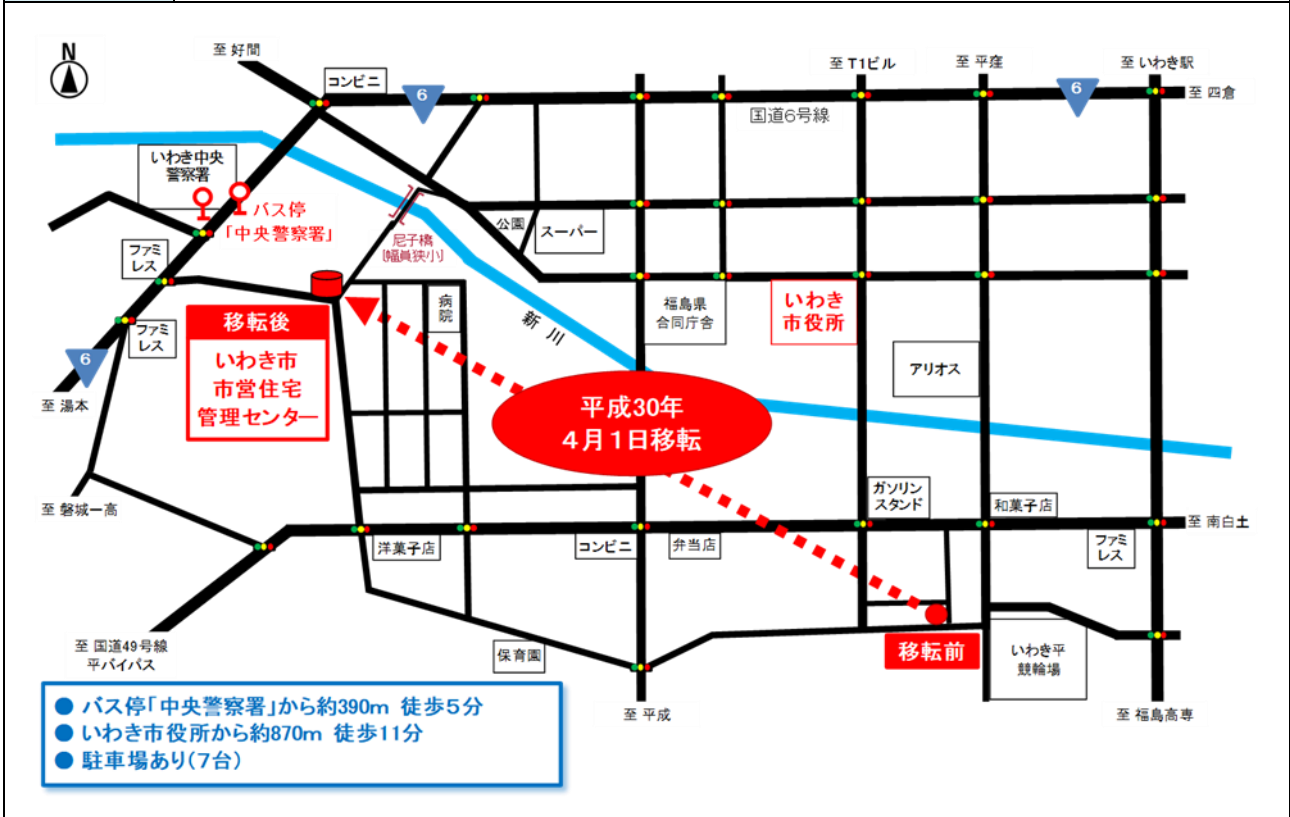 N
至 好間
コンビニ
6
至 T1ビル
至 平窪
至 いわき駅
6
至 四倉
国道6号線
いわき中央
警察署
バス停
「中央警察署」
尼子橋
(幅員狭小)
公園
スーパー
ファミ
レス
病院
新川
福島県
合同庁舎
いわき
市役所
アリオス
移転後
いわき市
市営住宅
管理センター
ファミ
レス
6
至 湯本
平成30年
4月1日移転
至 磐城一高
ガソリン
スタンド
和菓子店
至 南白土
洋菓子店
コンビニ
弁当店
ファミ
レス
至 国道49号線
平バイパス
保育園
移転前
いわき平
競輪場
至 平成
至 福島高専
● バス停「中央警察署」から約390m 徒歩5分
● いわき市役所から約870m 徒歩11分
● 駐車場あり(7台)